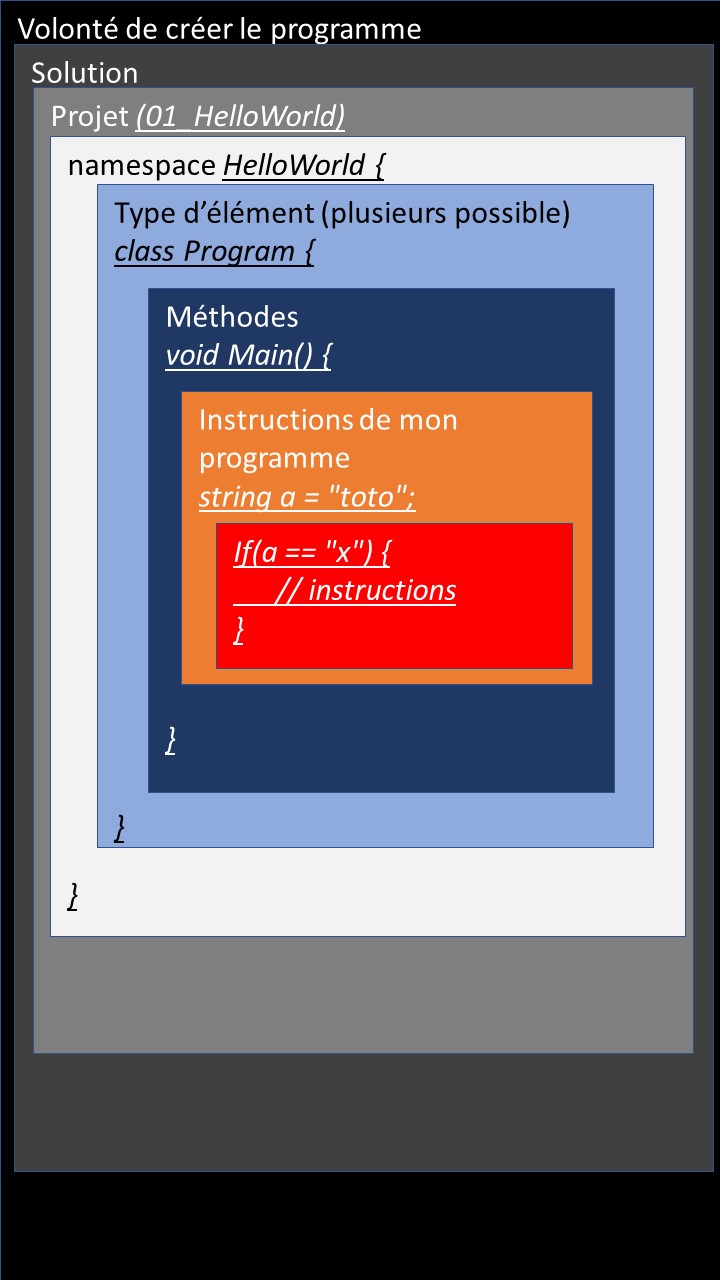 Volonté de créer le programme
Solution
Projet (01_HelloWorld)
namespace HelloWorld {
Type d’élément (plusieurs possible)
class Program {
Méthodes
void Main() {
Instructions de mon
programme
string a = "toto";
If(a == "x") {
// instructions
}
}
}
}